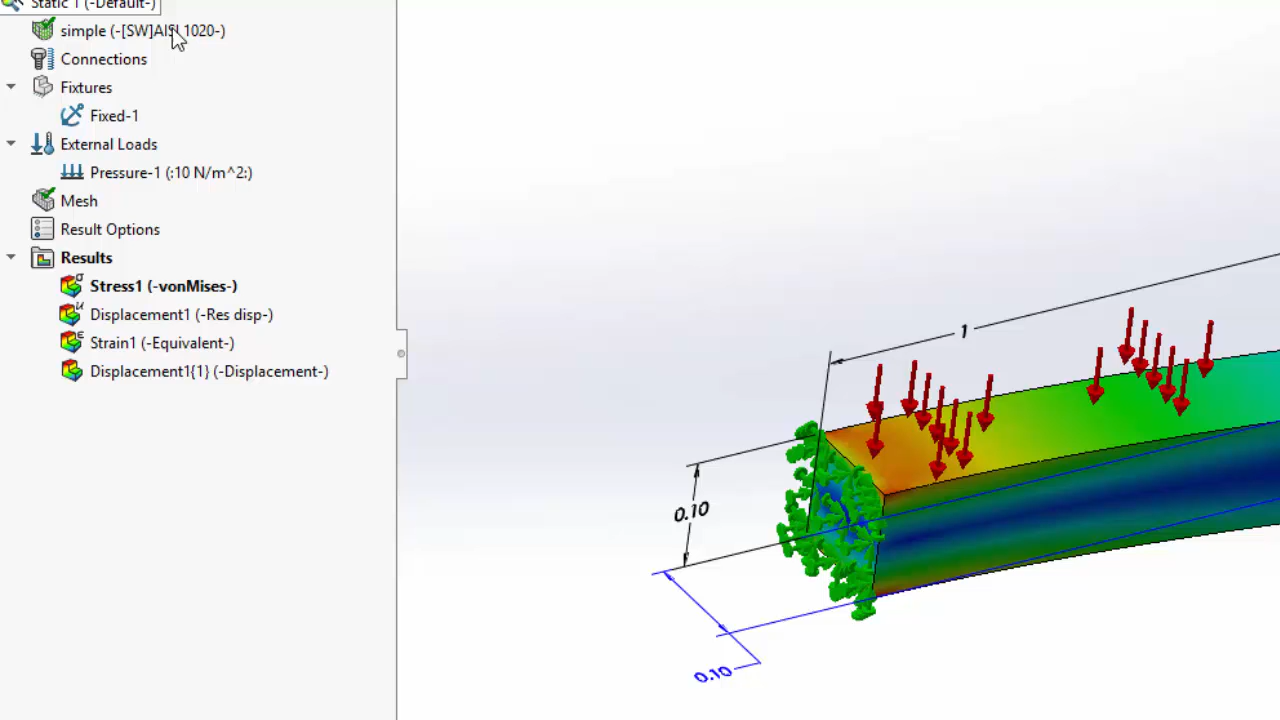 Static 1 (-Default-)
simple (-[SW]AISI 1020-)
Connections
Fixtures
Fixed-1
External Loads
Pressure-1 (:10 N/m^2:)
Mesh
Result Options
Results
Stress1 (-vonMises-)
Displacement1 (-Res disp-)
Strain1 (-Equivalent-)
Displacement1{1} (-Displacement-)
1
0.10
0.10